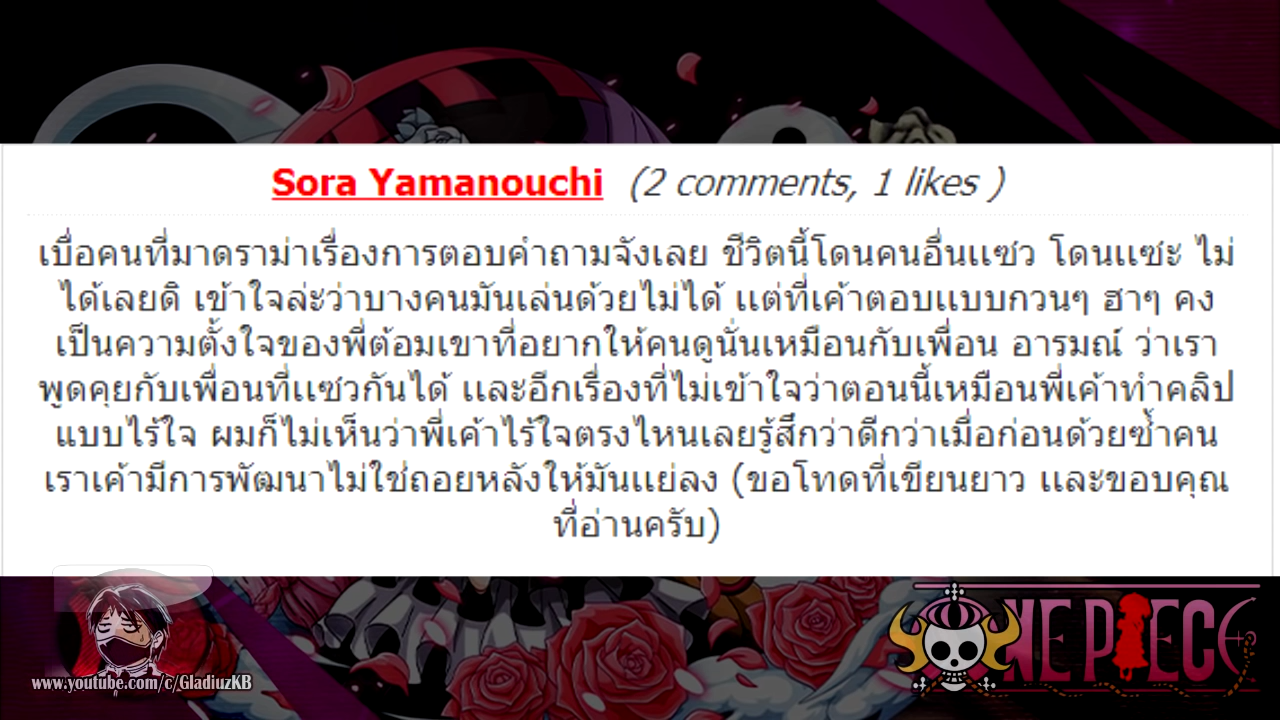 Sora Yamanouchi (2 comments, 1 likes )
เบื่อคนที่มาดราม่าเรื่องการตอบคำถามจังเลย ชีวิตนี้โดนคนอื่นแซว โดนแซะ ไม่
ได้เลยดิ เข้าใจล่ะว่าบางคนมันเล่นด้วยไม่ได้ แต่ที่เค้าตอบแบบกวนๆ ฮาๆ คง
เป็นความตั้งใจของพี่ต้อมเขาที่อยากให้คนดูนั่นเหมือนกับเพื่อน อารมณ์ ว่าเรา
พูดคุยกับเพื่อนที่แซวกันได้ และอีกเรื่องที่ไม่เข้าใจว่าตอนนี้เหมือนพี่เค้าทำคลิป
แบบไร้ใจ ผมก็ไม่เห็นว่าพี่เค้าไร้ใจตรงไหนเลยรู้สึกว่าดีกว่าเมื่อก่อนด้วยซ้ำคน
เราเค้ามีการพัฒนาไม่ใช่ถอยหลังให้มันแย่ลง (ขอโทดที่เขียนยาว และขอบคุณ
ที่อ่านครับ)
www.youtube.com/c/GladiuzKB
ONE PIECE